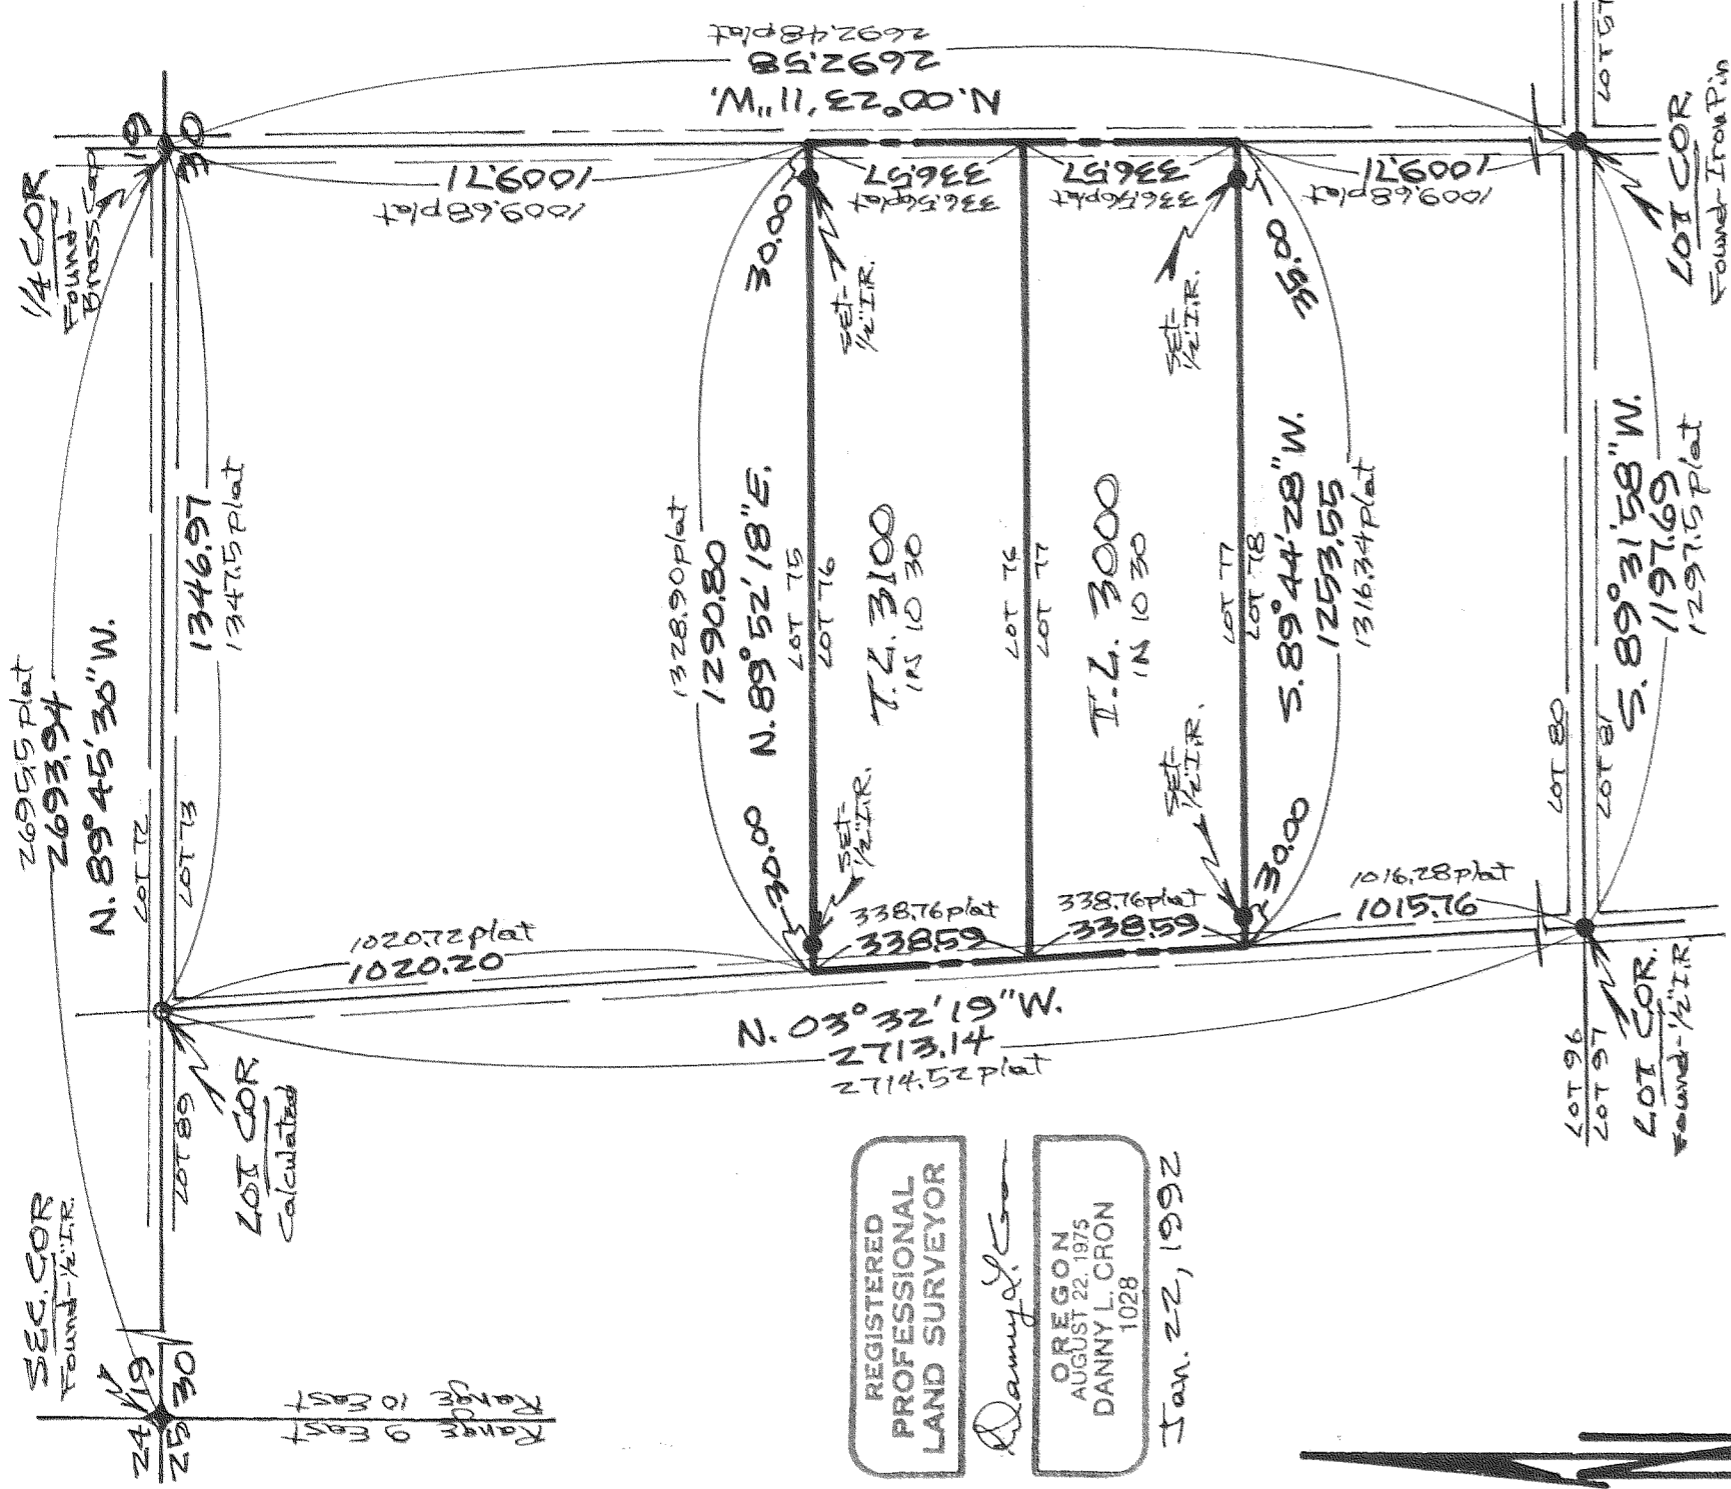 SEC. COR
Found-½"I.R.
24 19
25 30
Range 9 East
Range 10 East
2695.5 plat
2693.94
N. 89° 45' 30" W.
LOT 72
LOT 73
LOT 89
LOT COR
Calculated
1346.97
1347.5 plat
1/4 COR
Found-
Brass Cap
19
30
2692.48 plat
2692.58
N. 00° 23' 11" W.
1009.71
1009.68 plat
336.57
336.56 plat
336.57
336.56 plat
1009.71
1009.68 plat
1020.72 plat
1020.20
1328.90 plat
1290.80
N. 89° 52' 18" E.
30.00
30.00
SET-
½"I.R.
SET-
½"I.R.
LOT 75
LOT 76
T.L. 3100
1N 10 30
338.76 plat
338.59
LOT 76
LOT 77
T.L. 3000
1N 10 30
338.76 plat
338.59
SET-
½"I.R.
SET-
½"I.R.
LOT 77
LOT 78
30.00
35.00
S. 89° 44' 28" W.
1253.55
1316.34 plat
1016.28 plat
1015.76
N. 03° 32' 19" W.
2713.14
2714.52 plat
LOT 80
LOT 81
S. 89° 31' 58" W.
1197.69
1297.5 plat
LOT 96
LOT 97
LOT COR.
Found-½"I.R.
LOT COR
Found-Iron Pin
LOT 57
REGISTERED
PROFESSIONAL
LAND SURVEYOR
Danny L. Cron
OREGON
AUGUST 22, 1975
DANNY L. CRON
1028
Jan. 22, 1992